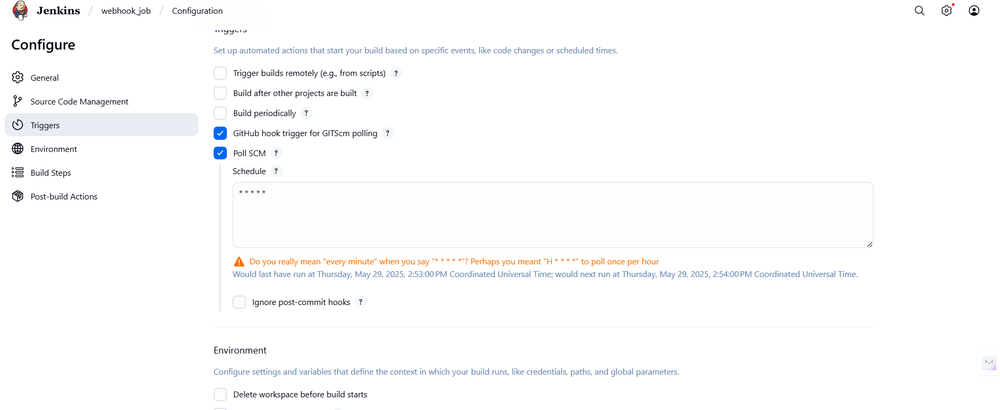 Jenkins / webhook_job / Configuration
Configure
General
Source Code Management
Triggers
Environment
Build Steps
Post-build Actions
Triggers
Set up automated actions that start your build based on specific events, like code changes or scheduled times.
Trigger builds remotely (e.g., from scripts) ?
Build after other projects are built ?
Build periodically ?
GitHub hook trigger for GITScm polling ?
Poll SCM ?
Schedule ?
* * * * *
Do you really mean "every minute" when you say "* * * * *"? Perhaps you meant "H * * * *" to poll once per hour
Would last have run at Thursday, May 29, 2025, 2:53:00 PM Coordinated Universal Time; would next run at Thursday, May 29, 2025, 2:54:00 PM Coordinated Universal Time.
Ignore post-commit hooks ?
Environment
Configure settings and variables that define the context in which your build runs, like credentials, paths, and global parameters.
Delete workspace before build starts